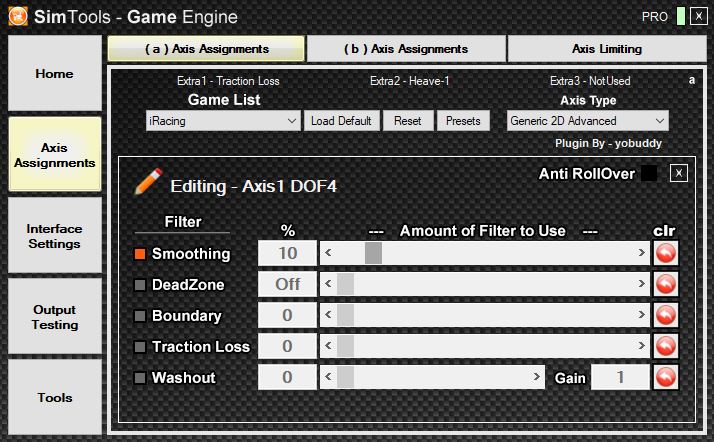 SimTools - Game Engine
PRO
X
Home
Axis Assignments
Interface Settings
Output Testing
Tools
( a ) Axis Assignments
( b ) Axis Assignments
Axis Limiting
Extra1 - Traction Loss
Extra2 - Heave-1
Extra3 - NotUsed
a
Game List
Axis Type
iRacing
Load Default
Reset
Presets
Generic 2D Advanced
Plugin By - yobuddy
Editing - Axis1 DOF4
Anti RollOver
X
Filter
%
--- Amount of Filter to Use ---
clr
Smoothing
10
DeadZone
Off
Boundary
0
Traction Loss
0
Washout
0
Gain
1